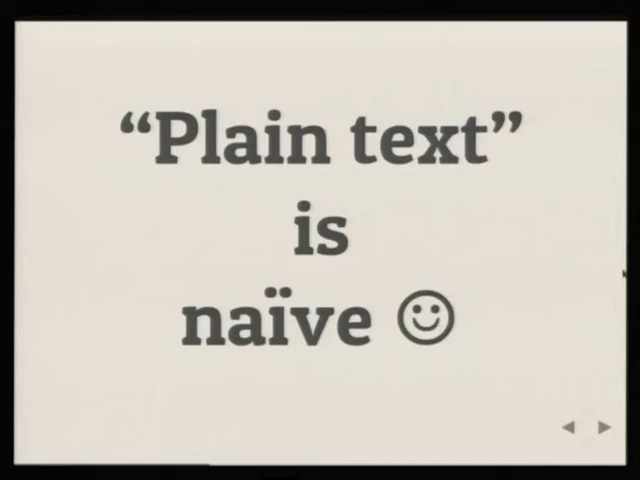 “Plain text”
is
naïve ☺